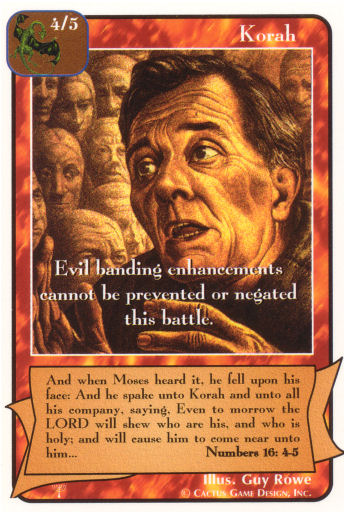 4/5
Korah
Evil banding enhancements
cannot be prevented or negated
this battle.
And when Moses heard it, he fell upon his
face: And he spake unto Korah and unto all
his company, saying, Even to morrow the
LORD will shew who are his, and who is
holy; and will cause him to come near unto
him... Numbers 16: 4-5
Illus. Guy Rowe
© CACTUS GAME DESIGN, INC.